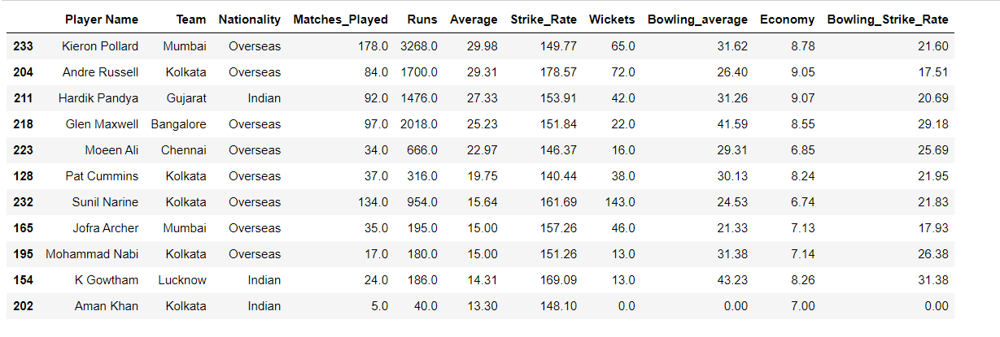 Player Name Team Nationality Matches_Played Runs Average Strike_Rate Wickets Bowling_average Economy Bowling_Strike_Rate
233 Kieron Pollard Mumbai Overseas 178.0 3268.0 29.98 149.77 65.0 31.62 8.78 21.60
204 Andre Russell Kolkata Overseas 84.0 1700.0 29.31 178.57 72.0 26.40 9.05 17.51
211 Hardik Pandya Gujarat Indian 92.0 1476.0 27.33 153.91 42.0 31.26 9.07 20.69
218 Glen Maxwell Bangalore Overseas 97.0 2018.0 25.23 151.84 22.0 41.59 8.55 29.18
223 Moeen Ali Chennai Overseas 34.0 666.0 22.97 146.37 16.0 29.31 6.85 25.69
128 Pat Cummins Kolkata Overseas 37.0 316.0 19.75 140.44 38.0 30.13 8.24 21.95
232 Sunil Narine Kolkata Overseas 134.0 954.0 15.64 161.69 143.0 24.53 6.74 21.83
165 Jofra Archer Mumbai Overseas 35.0 195.0 15.00 157.26 46.0 21.33 7.13 17.93
195 Mohammad Nabi Kolkata Overseas 17.0 180.0 15.00 151.26 13.0 31.38 7.14 26.38
154 K Gowtham Lucknow Indian 24.0 186.0 14.31 169.09 13.0 43.23 8.26 31.38
202 Aman Khan Kolkata Indian 5.0 40.0 13.30 148.10 0.0 0.00 7.00 0.00